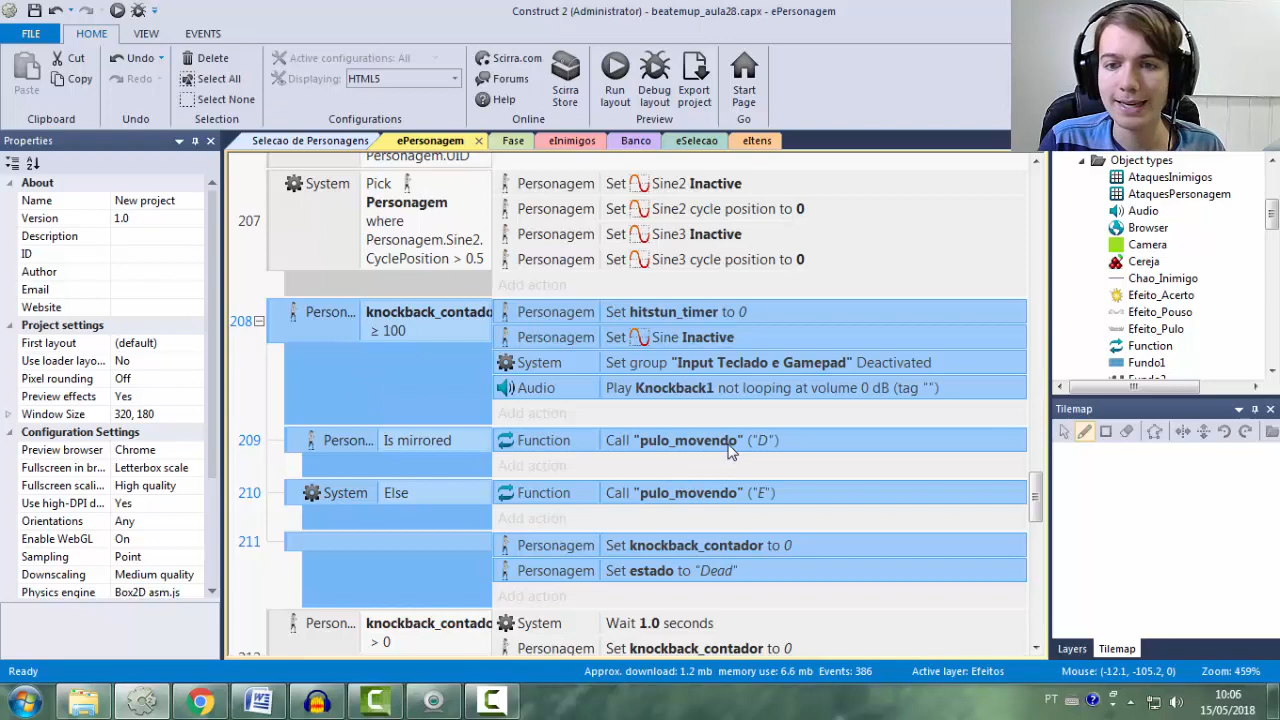 Construct 2 (Administrator) - beatemup_aula28.capx - ePersonagem
FILE HOME VIEW EVENTS
Paste Cut Copy Clipboard
Undo Redo Undo
Delete Select All Select None Selection
Active configurations: All
Displaying: HTML5
Configurations
Scirra.com Forums Help Scirra Store Online
Run layout Debug layout Export project Preview
Start Page Go
Properties
Selecao de Personagens ePersonagem Fase eInimigos Banco eSelecao eItens
About
Name New project
Version 1.0
Description
ID
Author
Email
Website
Project settings
First layout (default)
Use loader layo... No
Pixel rounding Off
Preview effects Yes
Window Size 320, 180
Configuration Settings
Preview browser Chrome
Fullscreen in br... Letterbox scale
Fullscreen scali... High quality
Use high-DPI d... Yes
Orientations Any
Enable WebGL On
Sampling Point
Downscaling Medium quality
Physics engine Box2D asm.js
Personagem.UID
207 System Pick Personagem where Personagem.Sine2.CyclePosition > 0.5
Personagem Set Sine2 Inactive
Personagem Set Sine2 cycle position to 0
Personagem Set Sine3 Inactive
Personagem Set Sine3 cycle position to 0
Add action
208 Person... knockback_contado ≥ 100
Personagem Set hitstun_timer to 0
Personagem Set Sine Inactive
System Set group "Input Teclado e Gamepad" Deactivated
Audio Play Knockback1 not looping at volume 0 dB (tag "")
Add action
209 Person... Is mirrored Function Call "pulo_movendo" ("D")
Add action
210 System Else Function Call "pulo_movendo" ("E")
Add action
211 Personagem Set knockback_contador to 0
Personagem Set estado to "Dead"
Add action
Person... knockback_contado > 0
System Wait 1.0 seconds
Personagem Set knockback_contador to 0
Object types
AtaquesInimigos
AtaquesPersonagem
Audio
Browser
Camera
Cereja
Chao_Inimigo
Efeito_Acerto
Efeito_Pouso
Efeito_Pulo
Function
Fundo1
Tilemap
Layers Tilemap
Ready
Approx. download: 1.2 mb memory use: 6.6 mb Events: 386
Active layer: Efeitos
Mouse: (-12.1, -105.2, 0)
Zoom: 459%
PT
10:06
15/05/2018